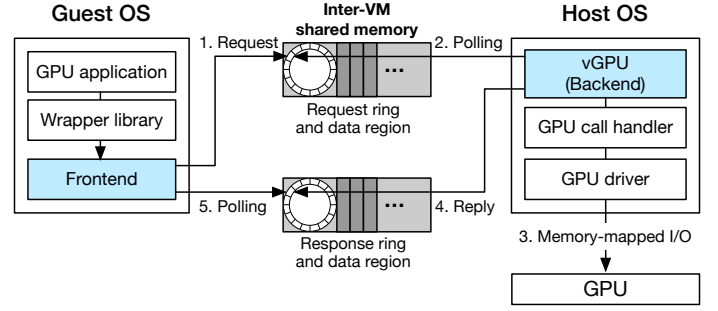 Guest OS
Inter-VM
shared memory
Host OS
1. Request
2. Polling
GPU application
Wrapper library
Frontend
...
Request ring
and data region
vGPU
(Backend)
GPU call handler
GPU driver
5. Polling
...
4. Reply
Response ring
and data region
3. Memory-mapped I/O
GPU